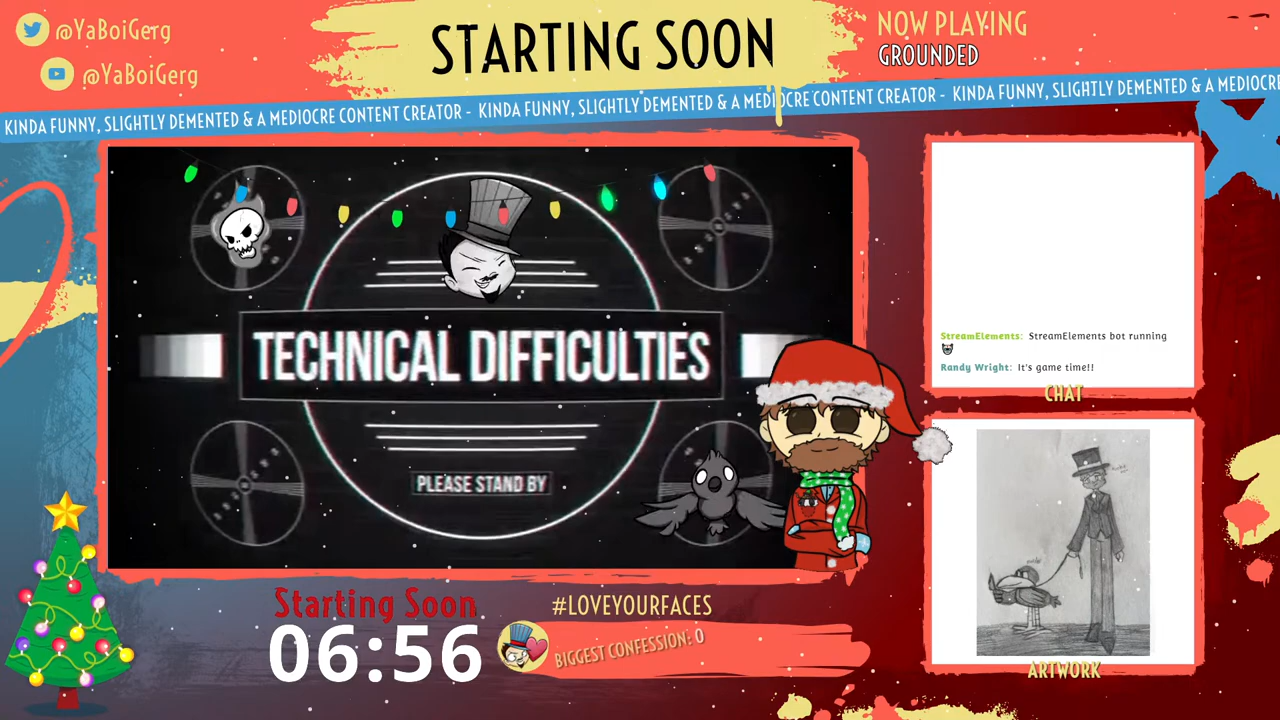 @YaBoiGerg
@YaBoiGerg
STARTING SOON
NOW PLAYING
GROUNDED
KINDA FUNNY, SLIGHTLY DEMENTED & A MEDIOCRE CONTENT CREATOR - KINDA FUNNY, SLIGHTLY DEMENTED & A MEDIOCRE CONTENT CREATOR - KINDA FUNNY, SLIGHTLY DEMENTED & A MEDIOCRE
TECHNICAL DIFFICULTIES
PLEASE STAND BY
StreamElements: StreamElements bot running
Randy Wright: It's game time!!
CHAT
ARTWORK
Starting Soon
06:56
#LOVEYOURFACES
BIGGEST CONFESSION: 0